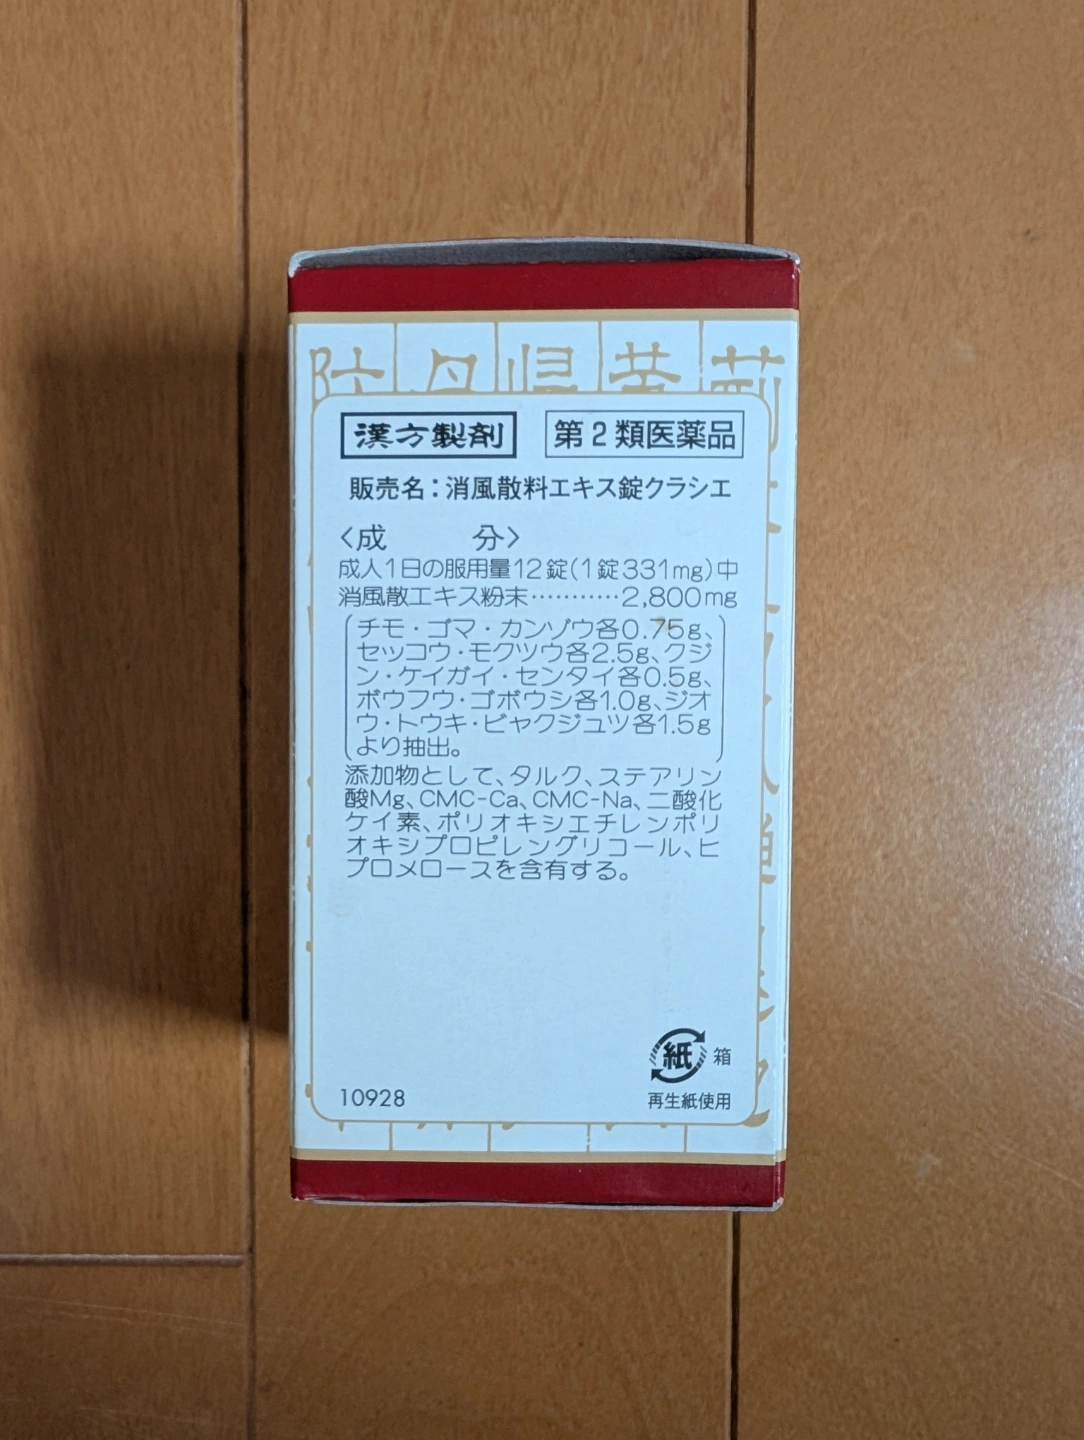 漢方製剤 第2類医薬品
販売名：消風散料エキス錠クラシエ
〈成　　　分〉
成人1日の服用量12錠(1錠331mg)中
消風散エキス粉末…………2,800mg
チモ・ゴマ・カンゾウ各0.75g、
セッコウ・モクツウ各2.5g、クジ
ン・ケイガイ・センタイ各0.5g、
ボウフウ・ゴボウシ各1.0g、ジオ
ウ・トウキ・ビャクジュツ各1.5g
より抽出。
添加物として、タルク、ステアリン
酸Mg、CMC-Ca、CMC-Na、二酸化
ケイ素、ポリオキシエチレンポリ
オキシプロピレングリコール、ヒ
プロメロースを含有する。
紙 箱
10928 再生紙使用